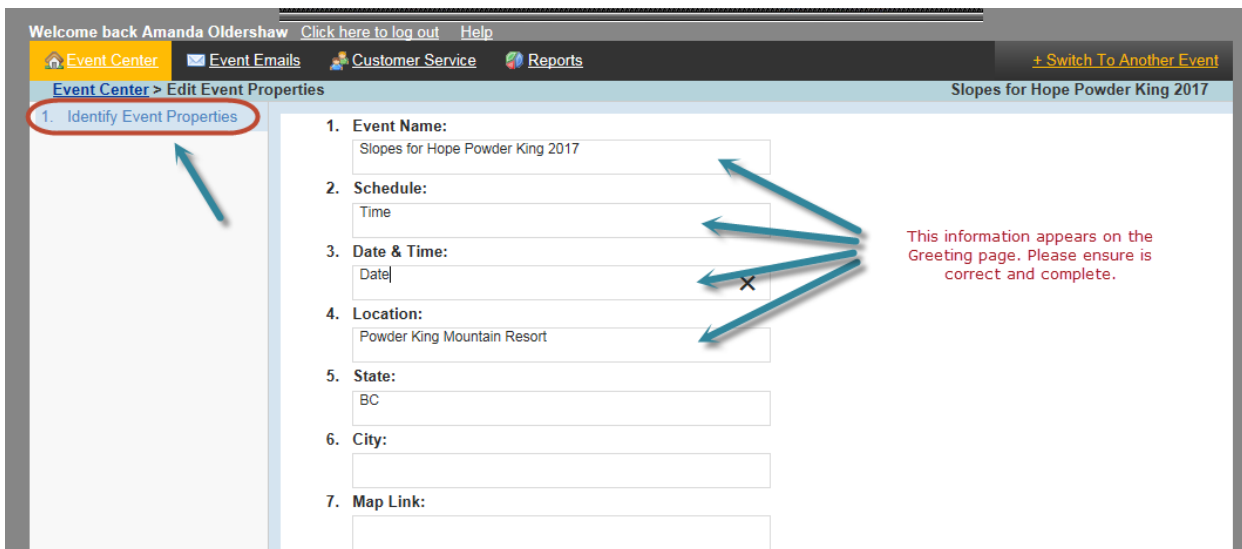 Welcome back Amanda Oldershaw Click here to log out Help
Event Center Event Emails Customer Service Reports + Switch To Another Event
Event Center > Edit Event Properties Slopes for Hope Powder King 2017
1. Identify Event Properties
1. Event Name:
Slopes for Hope Powder King 2017
2. Schedule:
Time
3. Date & Time:
Date
4. Location:
Powder King Mountain Resort
5. State:
BC
6. City:
7. Map Link:
This information appears on the
Greeting page. Please ensure is
correct and complete.